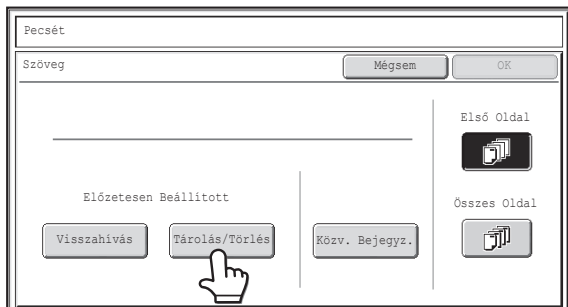 Pecsét
Szöveg
Mégsem
OK
Első Oldal
Előzetesen Beállított
Összes Oldal
Visszahívás
Tárolás/Törlés
Közv. Bejegyz.